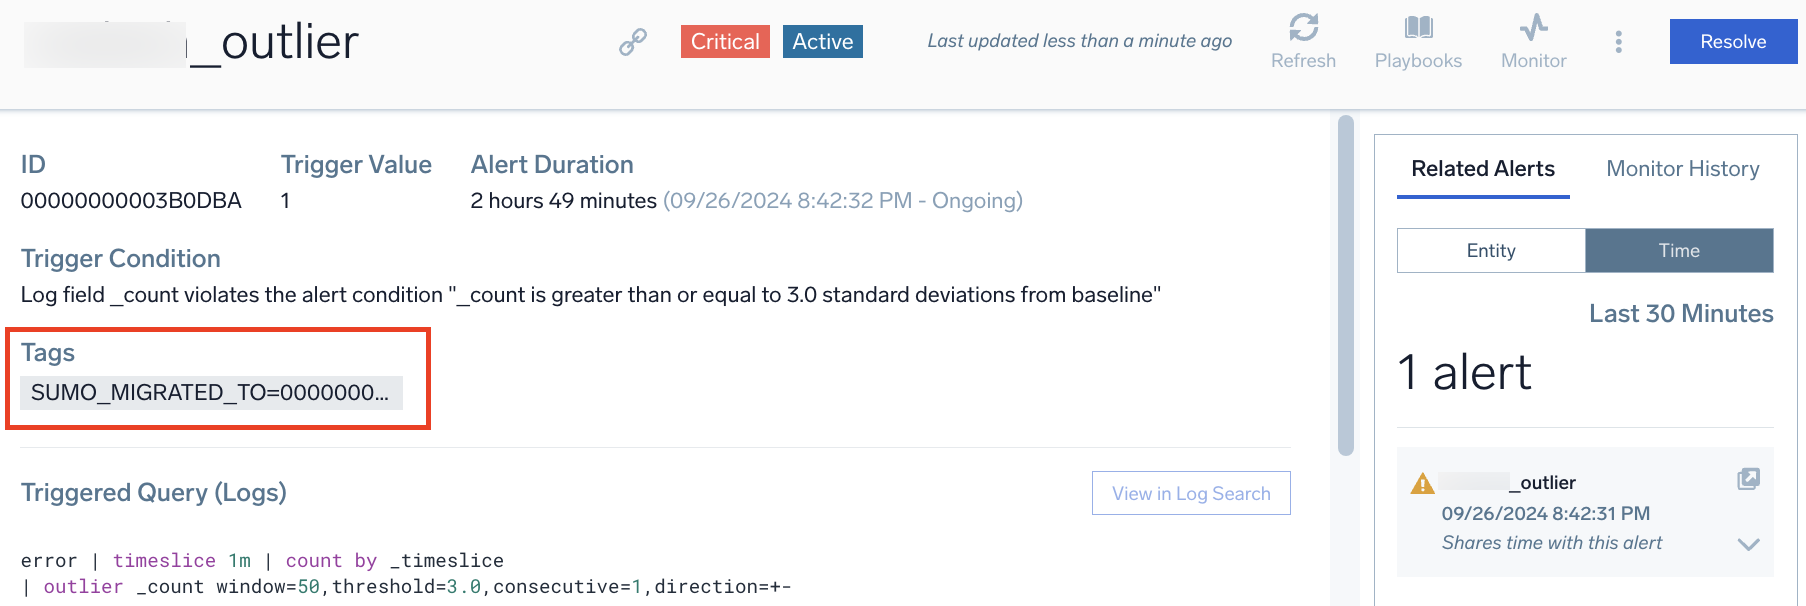 _outlier
Critical
Active
Last updated less than a minute ago
Refresh
Playbooks
Monitor
Resolve
ID
Trigger Value
Alert Duration
00000000003B0DBA
1
2 hours 49 minutes (09/26/2024 8:42:32 PM - Ongoing)
Trigger Condition
Log field _count violates the alert condition "_count is greater than or equal to 3.0 standard deviations from baseline"
Tags
SUMO_MIGRATED_TO=0000000...
Triggered Query (Logs)
View in Log Search
error | timeslice 1m | count by _timeslice
| outlier _count window=50,threshold=3.0,consecutive=1,direction=+-
Related Alerts
Monitor History
Entity
Time
Last 30 Minutes
1 alert
_outlier
09/26/2024 8:42:31 PM
Shares time with this alert